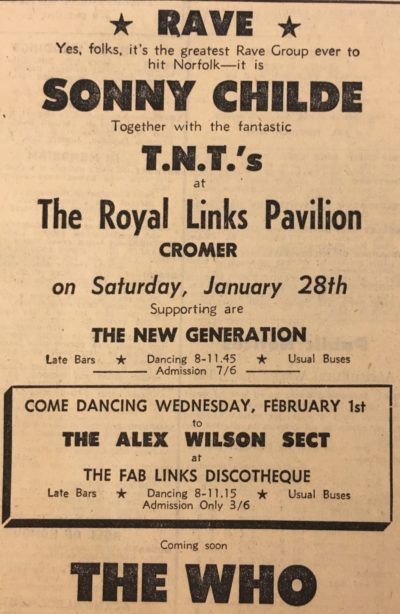 ★ RAVE ★
Yes, folks, it's the greatest Rave Group ever to
hit Norfolk—it is
SONNY CHILDE
Together with the fantastic
T.N.T.'s
at
The Royal Links Pavilion
CROMER
on Saturday, January 28th
Supporting are
THE NEW GENERATION
Late Bars ★ Dancing 8-11.45 ★ Usual Buses
Admission 7/6
COME DANCING WEDNESDAY, FEBRUARY 1st
to
THE ALEX WILSON SECT
at
THE FAB LINKS DISCOTHEQUE
Late Bars ★ Dancing 8-11.15 ★ Usual Buses
Admission Only 3/6
Coming soon
THE WHO